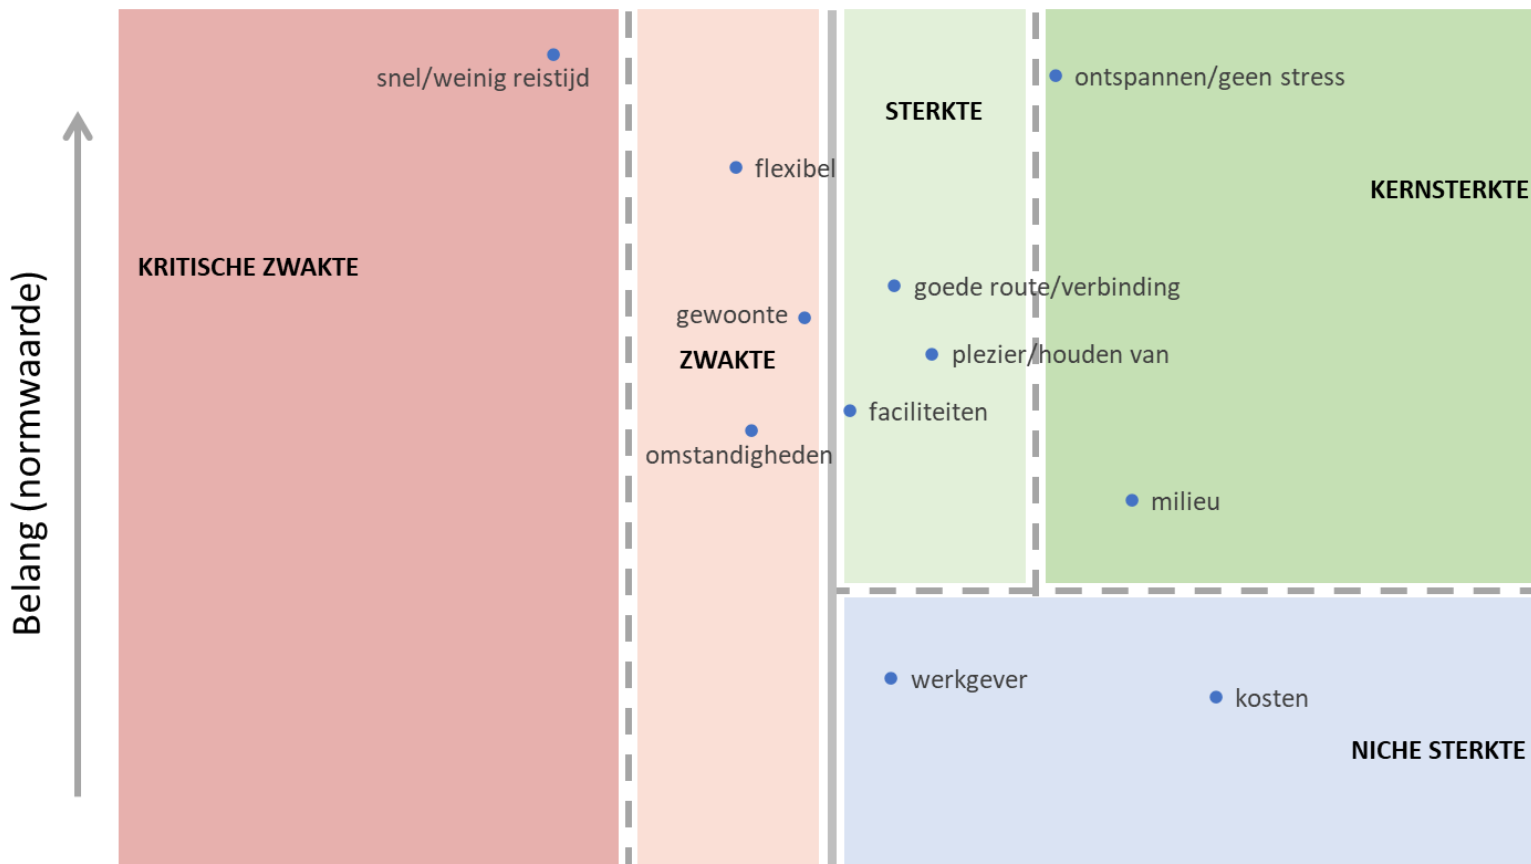 snel/weinig reistijd
ontspannen/geen stress
STERKTE
flexibel
KERNSTERKTE
KRITISCHE ZWAKTE
goede route/verbinding
gewoonte
ZWAKTE
plezier/houden van
faciliteiten
omstandigheden
milieu
Belang (normwaarde)
werkgever
kosten
NICHE STERKTE